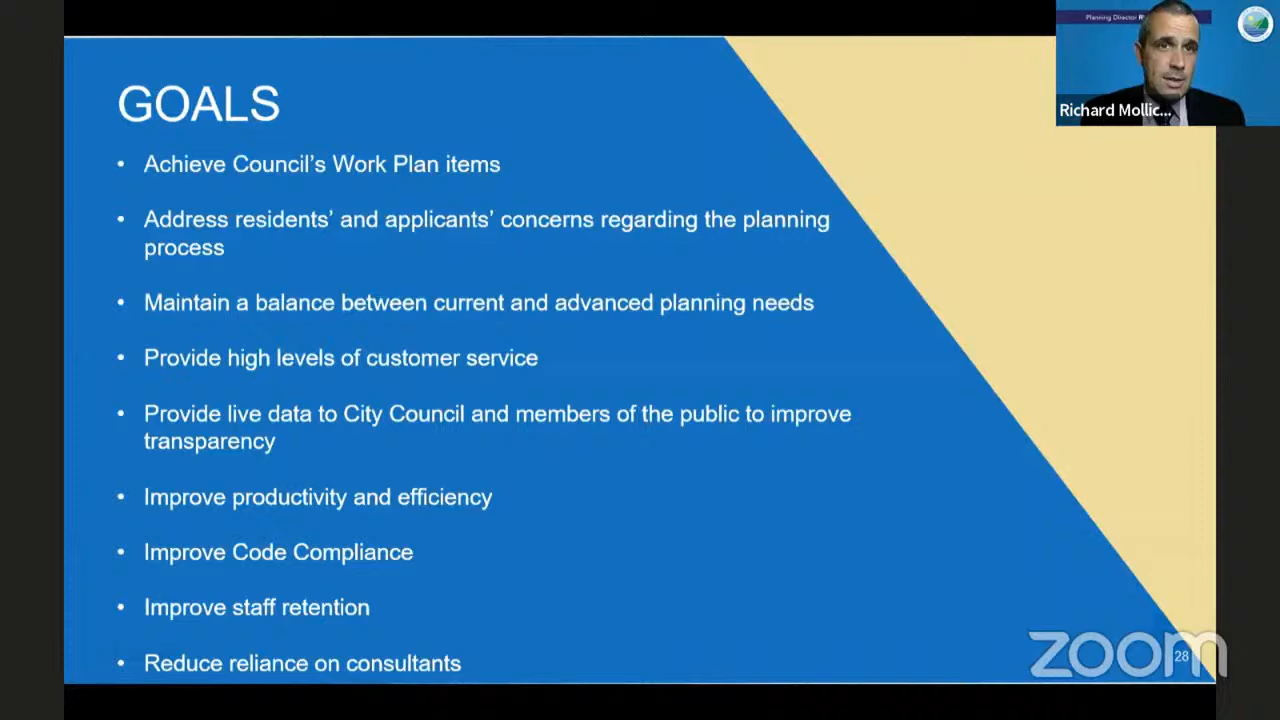 Planning Director
Richard Mollic...
GOALS
• Achieve Council’s Work Plan items
• Address residents’ and applicants’ concerns regarding the planning
process
• Maintain a balance between current and advanced planning needs
• Provide high levels of customer service
• Provide live data to City Council and members of the public to improve
transparency
• Improve productivity and efficiency
• Improve Code Compliance
• Improve staff retention
• Reduce reliance on consultants
zoom
28